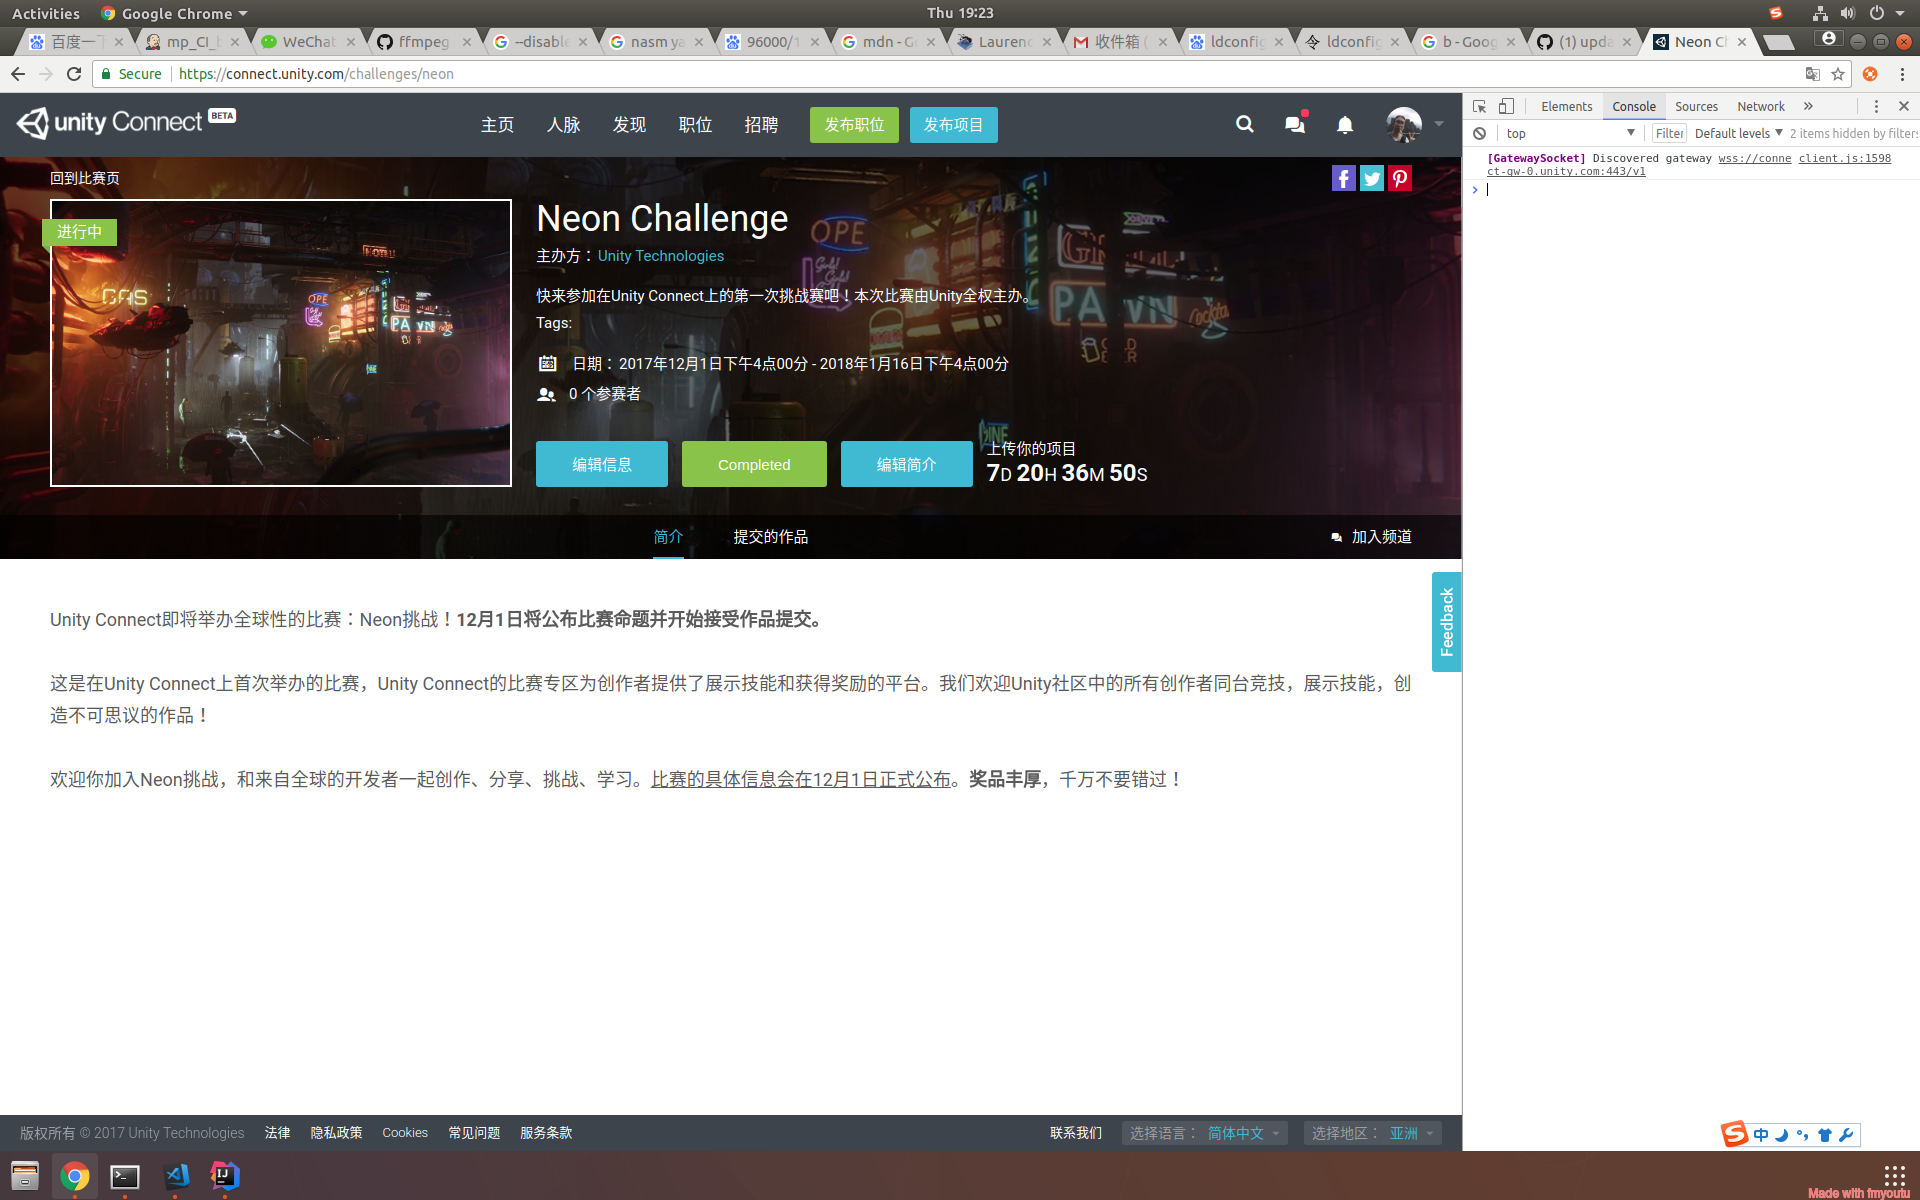 Activities
Google Chrome
Thu 19:23
百度一下
mp_CI_b
WeChat
ffmpeg
--disable
nasm ya
96000/1
mdn - Go
Laurenc
收件箱 (
ldconfig
令 ldconfig
b - Goog
(1) upda
Neon Ch
Secure
https://connect.unity.com/challenges/neon
unity Connect BETA
主页
人脉
发现
职位
招聘
发布职位
发布项目
回到比赛页
进行中
Neon Challenge
主办方：Unity Technologies
快来参加在Unity Connect上的第一次挑战赛吧！本次比赛由Unity全权主办。
Tags:
日期：2017年12月1日下午4点00分 - 2018年1月16日下午4点00分
0 个参赛者
编辑信息
Completed
编辑简介
上传你的项目
7D 20H 36M 50S
简介
提交的作品
加入频道
Unity Connect即将举办全球性的比赛：Neon挑战！12月1日将公布比赛命题并开始接受作品提交。
这是在Unity Connect上首次举办的比赛，Unity Connect的比赛专区为创作者提供了展示技能和获得奖励的平台。我们欢迎Unity社区中的所有创作者同台竞技，展示技能，创
造不可思议的作品！
欢迎你加入Neon挑战，和来自全球的开发者一起创作、分享、挑战、学习。比赛的具体信息会在12月1日正式公布。奖品丰厚，千万不要错过！
Feedback
版权所有 © 2017 Unity Technologies
法律
隐私政策
Cookies
常见问题
服务条款
联系我们
选择语言： 简体中文
选择地区： 亚洲
Elements
Console
Sources
Network
top
Filter
Default levels
2 items hidden by filters
[GatewaySocket] Discovered gateway wss://conne client.js:1598
ct-gw-0.unity.com:443/v1
中
Made with fmyoutu